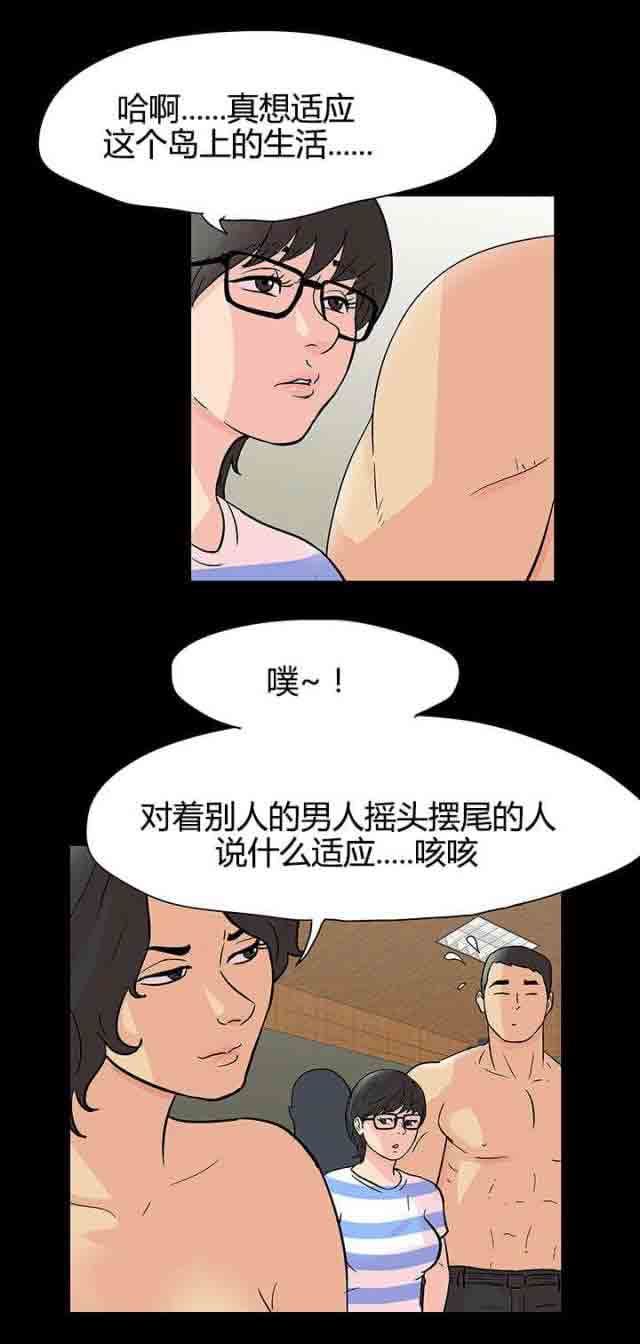 哈啊......真想适应
这个岛上的生活......
噗~！
对着别人的男人摇头摆尾的人
说什么适应.....咳咳